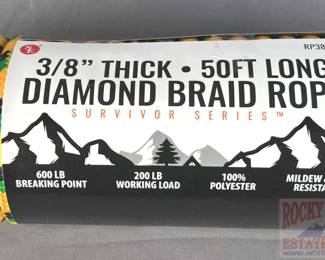 RP38
3/8" THICK • 50FT LONG
DIAMOND BRAID ROP
SURVIVOR SERIES™
600 LB
BREAKING POINT
200 LB
WORKING LOAD
100%
POLYESTER
MILDEW &
RESISTA
ROCKY
ESTATE